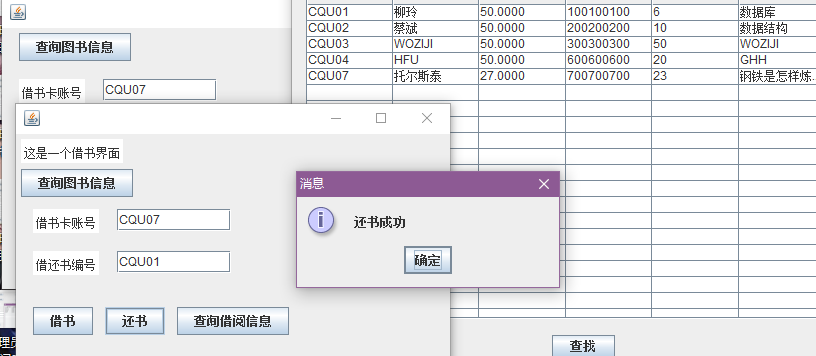 查询图书信息
借书卡账号 CQU07
CQU01 柳玲 50.0000 100100100 6 数据库
CQU02 蔡斌 50.0000 200200200 10 数据结构
CQU03 WOZIJI 50.0000 300300300 50 WOZIJI
CQU04 HFU 50.0000 600600600 20 GHH
CQU07 托尔斯泰 27.0000 700700700 23 钢铁是怎样炼...
这是一个借书界面
查询图书信息
借书卡账号 CQU07
借还书编号 CQU01
借书 还书 查询借阅信息
消息
还书成功
确定
查找
理员